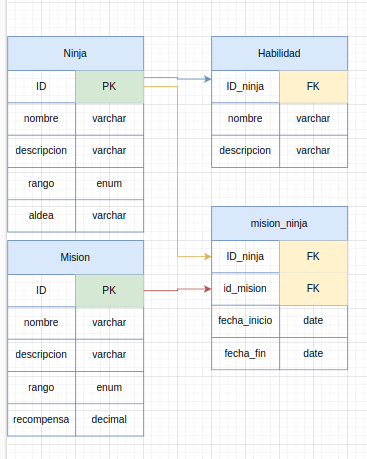 Ninja
ID PK
nombre varchar
descripcion varchar
rango enum
aldea varchar
Habilidad
ID_ninja FK
nombre varchar
descripcion varchar
Mision
ID PK
nombre varchar
descripcion varchar
rango enum
recompensa decimal
mision_ninja
ID_ninja FK
id_mision FK
fecha_inicio date
fecha_fin date